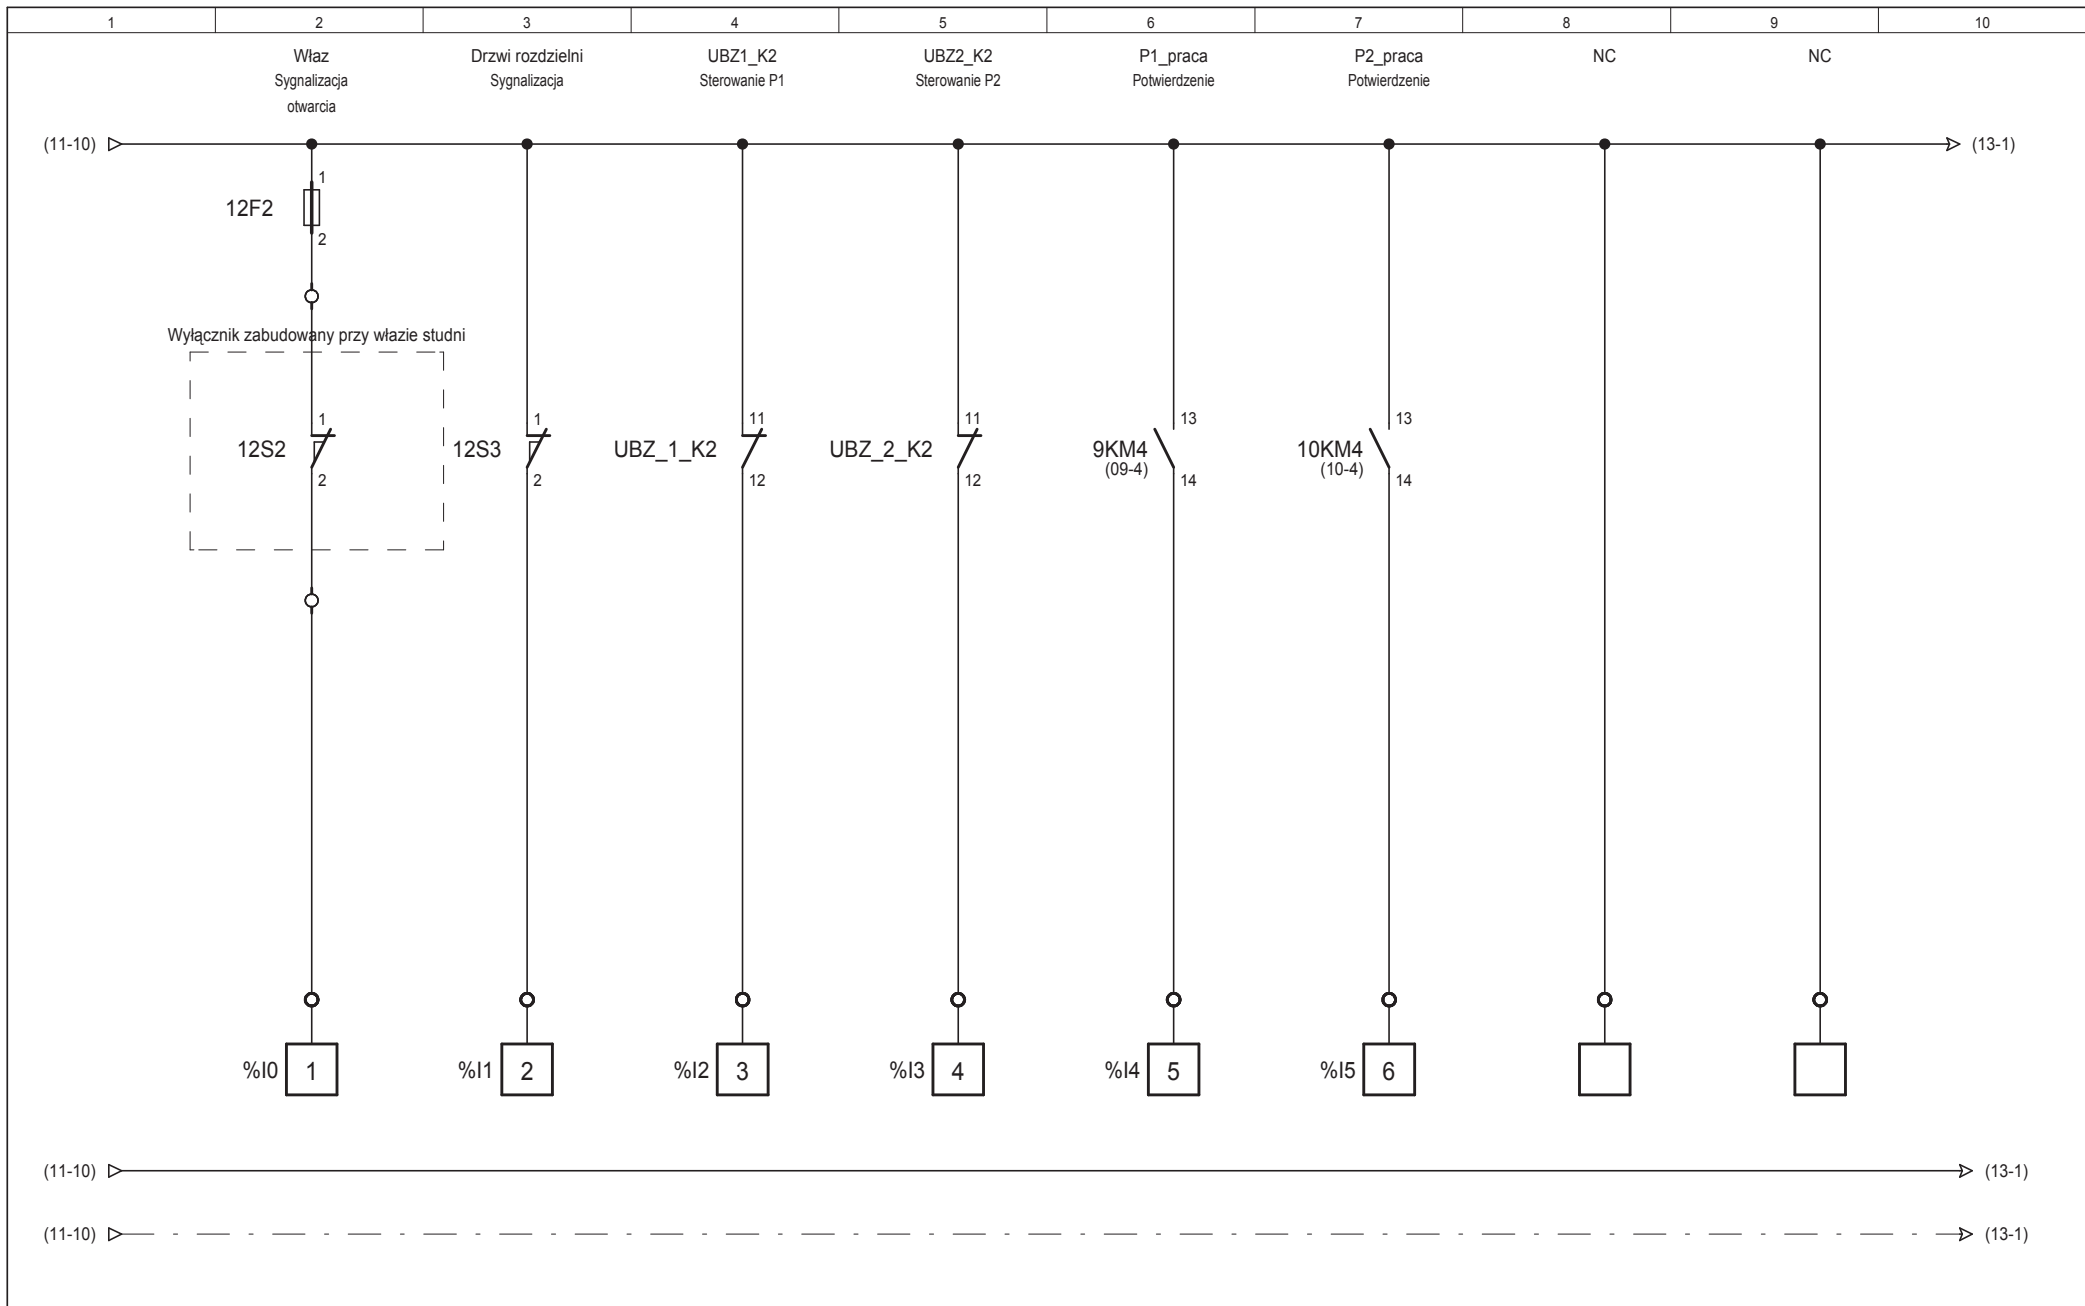 1 2 3 4 5 6 7 8 9 10
Właz Drzwi rozdzielni UBZ1_K2 UBZ2_K2 P1_praca P2_praca NC NC
Sygnalizacja Sygnalizacja Sterowanie P1 Sterowanie P2 Potwierdzenie Potwierdzenie
otwarcia
(11-10) (13-1)
1
12F2
2
Wyłącznik zabudowany przy włazie studni
1 1 11 11 13 13
12S2 12S3 UBZ_1_K2 UBZ_2_K2 9KM4 10KM4
(09-4) (10-4)
2 2 12 12 14 14
%I0 1 %I1 2 %I2 3 %I3 4 %I4 5 %I5 6
(11-10) (13-1)
(11-10) (13-1)